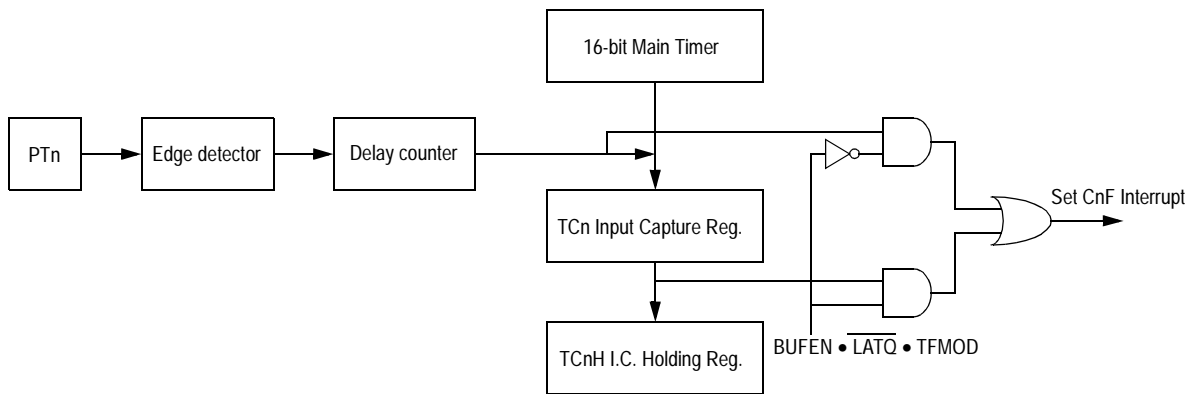 16-bit Main Timer
PTn
Edge detector
Delay counter
TCn Input Capture Reg.
Set CnF Interrupt
TCnH I.C. Holding Reg.
BUFEN • L̅A̅T̅Q̅ • TFMOD